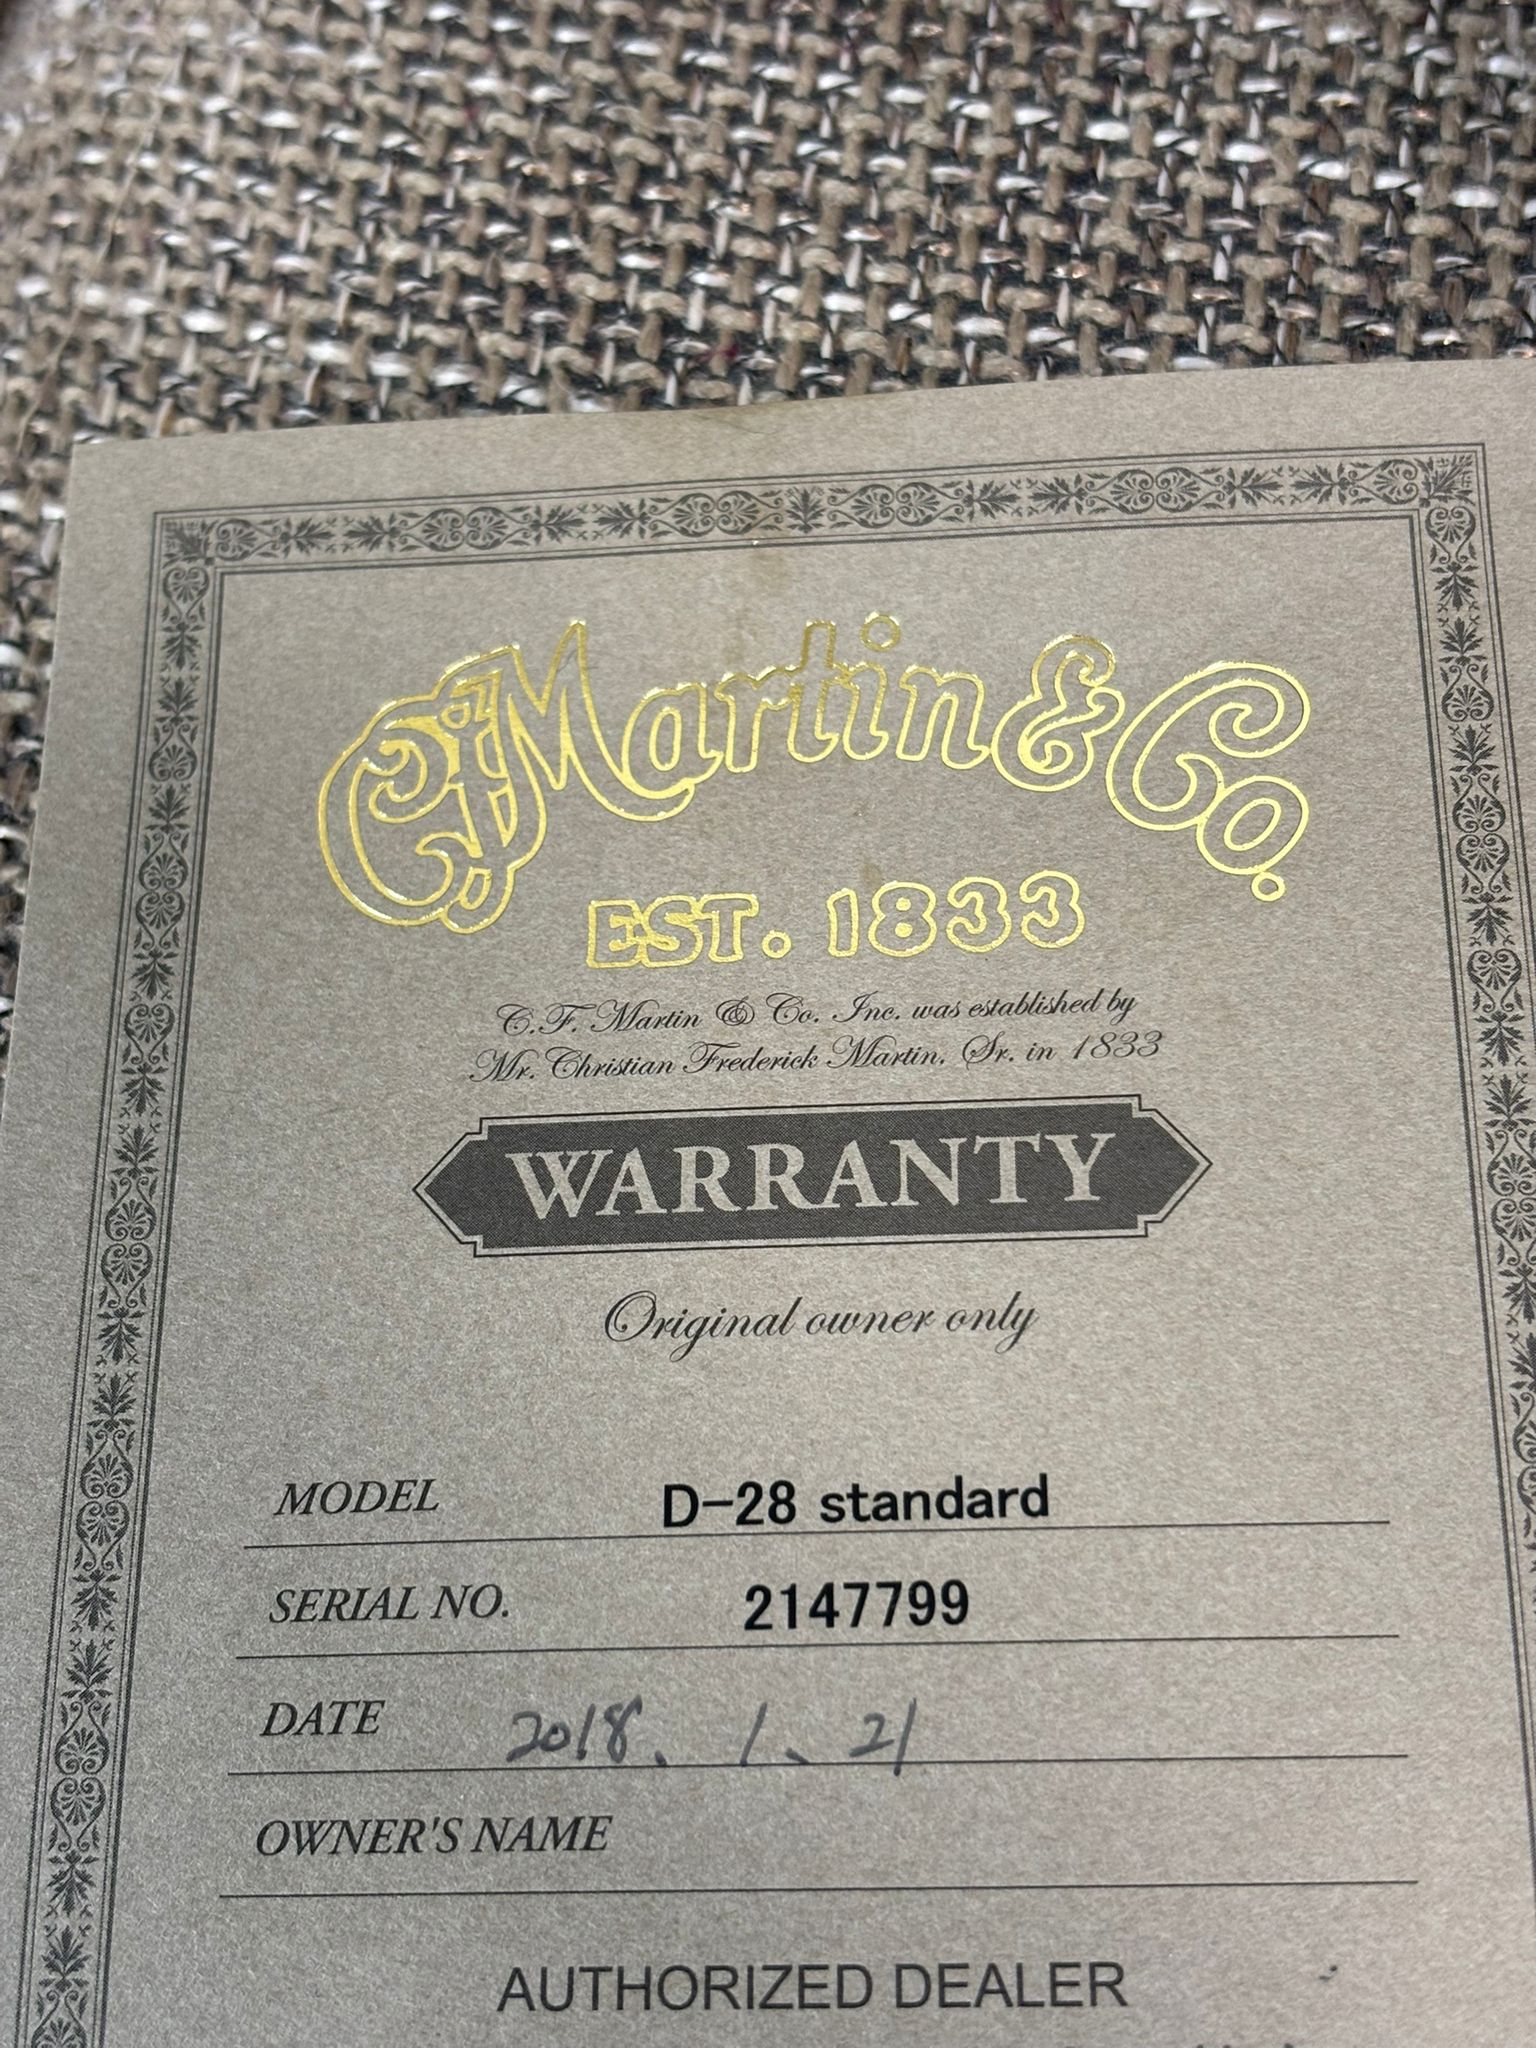 C.F. Martin & Co.
EST. 1833
C.F. Martin & Co. Inc. was established by
Mr. Christian Frederick Martin, Sr. in 1833
WARRANTY
Original owner only
MODEL D-28 standard
SERIAL NO. 2147799
DATE 2018. 1. 21
OWNER'S NAME
AUTHORIZED DEALER